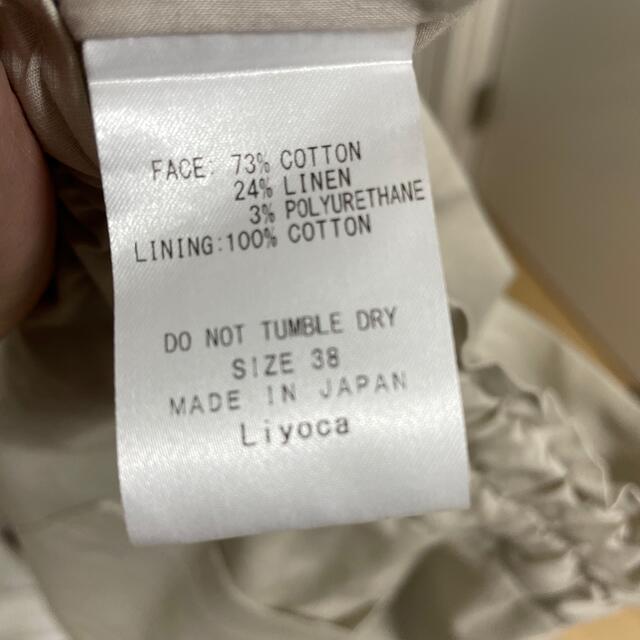 FACE: 73% COTTON
24% LINEN
3% POLYURETHANE
LINING:100% COTTON
DO NOT TUMBLE DRY
SIZE 38
MADE IN JAPAN
Liyoca